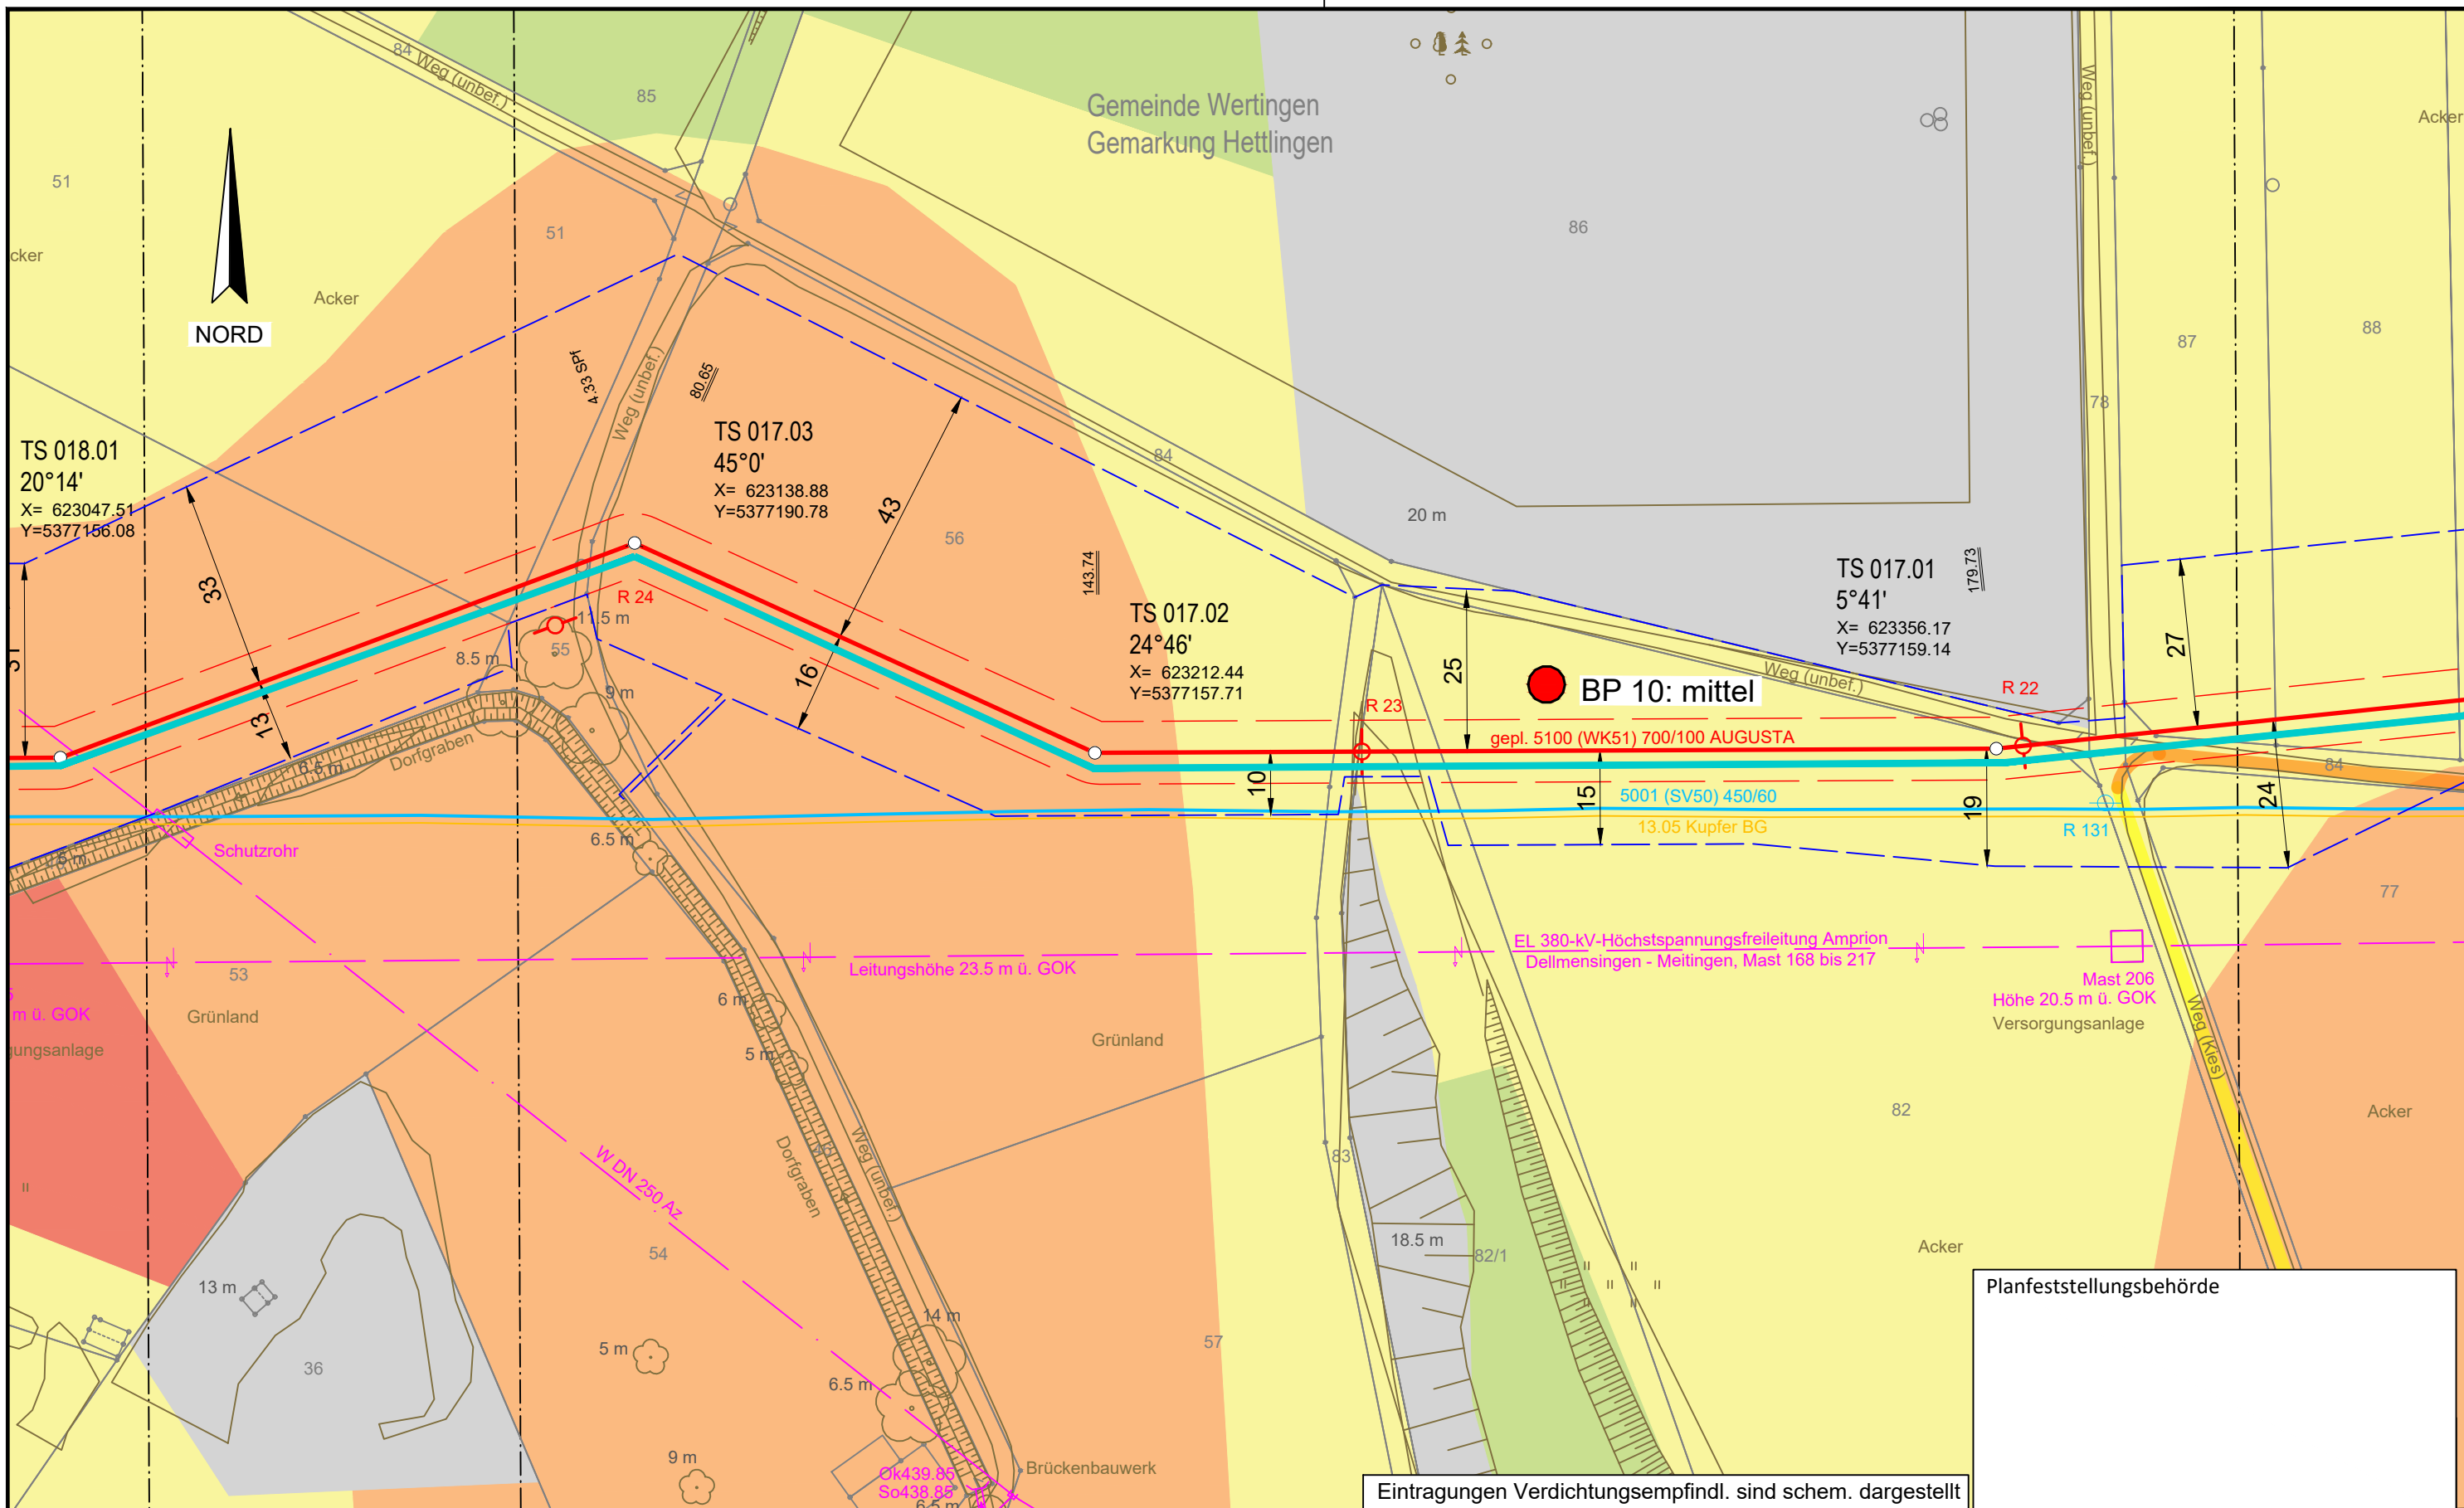 84 Weg (unbef.)
85
Gemeinde Wertingen
Gemarkung Hettlingen
Weg (unbef.)
Acker
51
51
86
cker
Acker
NORD
87
88
78
4.33 SPf
Weg (unbef.)
80.65
TS 018.01
20°14'
X= 623047.51
Y=5377156.08
TS 017.03
45°0'
X= 623138.88
Y=5377190.78
84
43
56
20 m
33
143.74
TS 017.02
24°46'
X= 623212.44
Y=5377157.71
TS 017.01
5°41'
X= 623356.17
Y=5377159.14
179.73
R 24
11.5 m
55
8.5 m
9 m
16
25
BP 10: mittel
Weg (unbef.)
R 22
27
31
13
R 23
gepl. 5100 (WK51) 700/100 AUGUSTA
Dorfgraben
6.5 m
10
15
19
24
84
5001 (SV50) 450/60
13.05 Kupfer BG
R 131
5 m
Schutzrohr
6.5 m
77
EL 380-kV-Höchstspannungsfreileitung Amprion
Dellmensingen - Meitingen, Mast 168 bis 217
Leitungshöhe 23.5 m ü. GOK
53
Mast 206
Höhe 20.5 m ü. GOK
Versorgungsanlage
m ü. GOK
gungsanlage
Grünland
6 m
5 m
Grünland
Weg (Kies)
82
Acker
Dorfgraben
Weg (unbef.)
83
W DN 250 Az
54
18.5 m
82/1
Acker
13 m
Planfeststellungsbehörde
14 m
57
5 m
36
6.5 m
9 m
Ok439.85
So438.85
6.5 m
Brückenbauwerk
Eintragungen Verdichtungsempfindl. sind schem. dargestellt